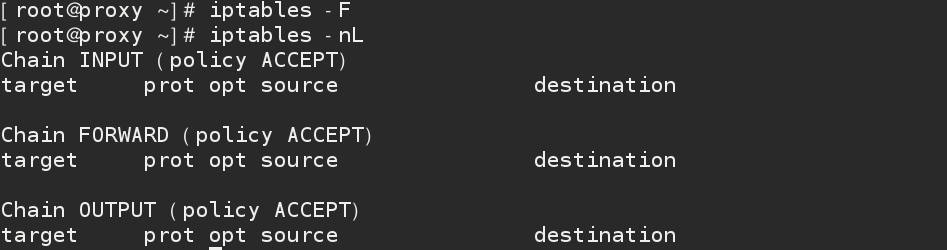 [root@proxy ~]# iptables -F
[root@proxy ~]# iptables -nL
Chain INPUT (policy ACCEPT)
target     prot opt source               destination

Chain FORWARD (policy ACCEPT)
target     prot opt source               destination

Chain OUTPUT (policy ACCEPT)
target     prot opt source               destination